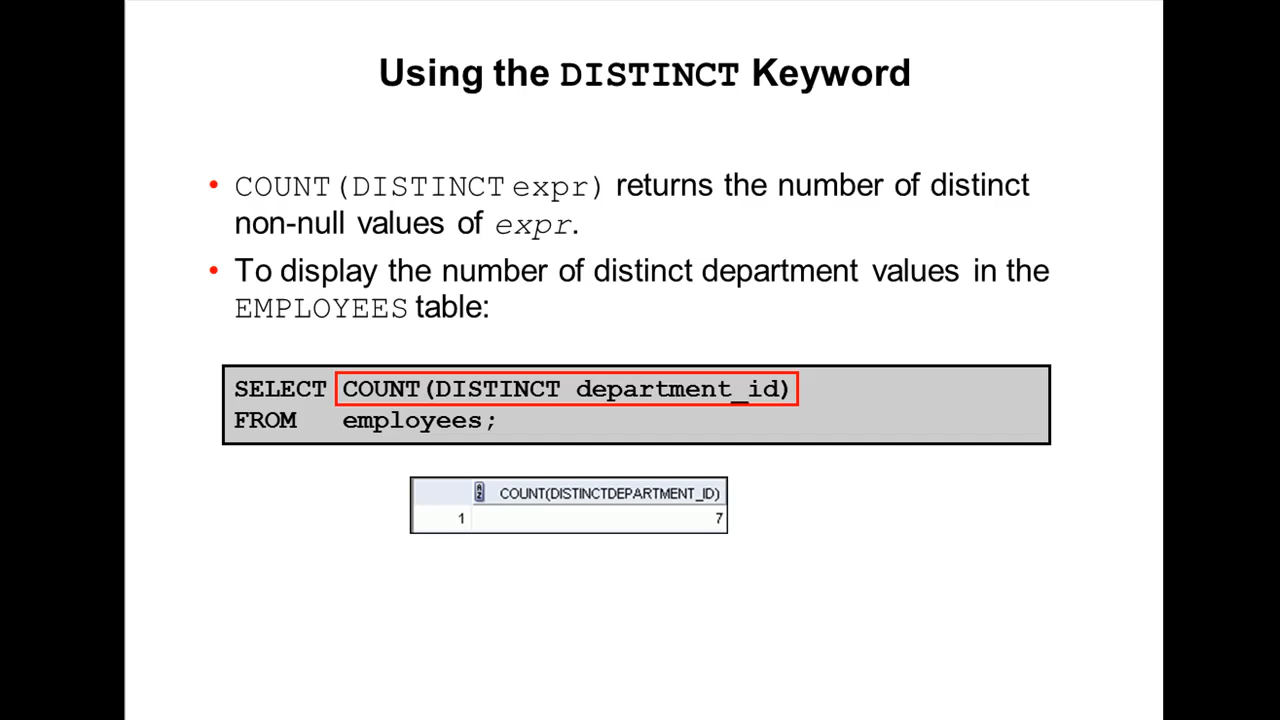 Using the DISTINCT Keyword
• COUNT(DISTINCT expr) returns the number of distinct
non-null values of expr.
• To display the number of distinct department values in the
EMPLOYEES table:
SELECT COUNT(DISTINCT department_id)
FROM employees;
COUNT(DISTINCTDEPARTMENT_ID)
1 7